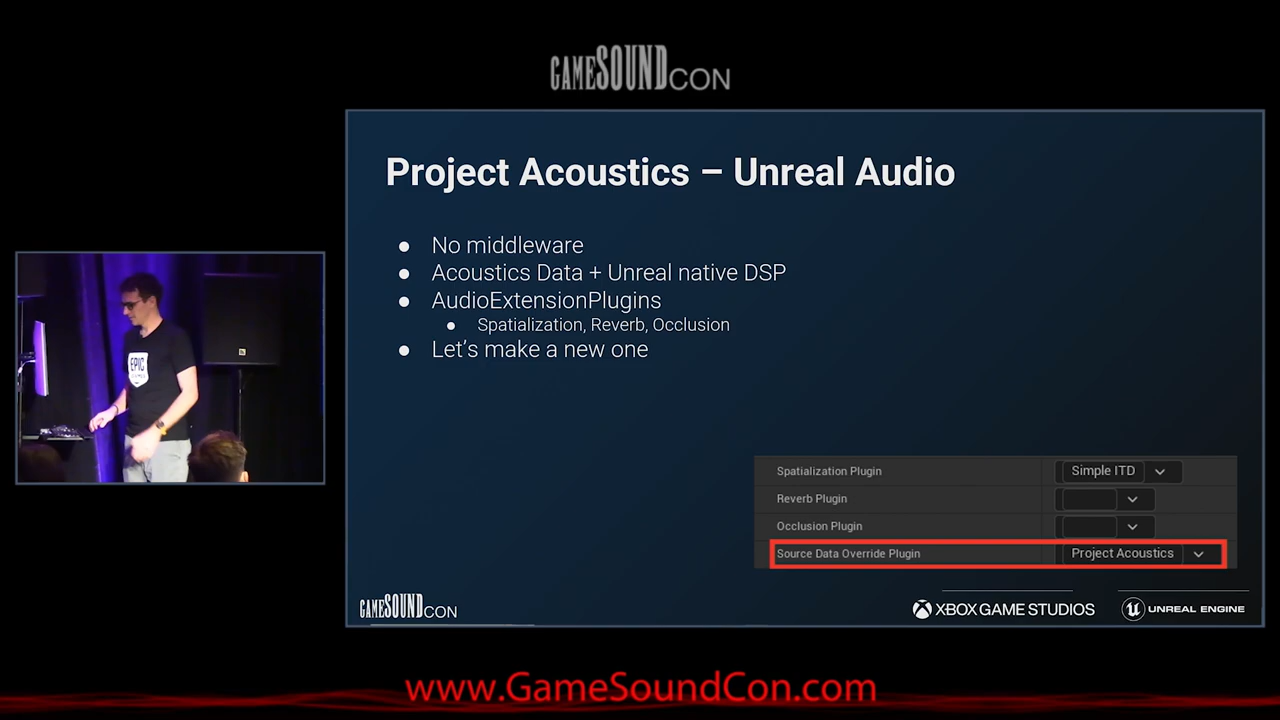 GAMESOUNDCON
Project Acoustics – Unreal Audio
No middleware
Acoustics Data + Unreal native DSP
AudioExtensionPlugins
Spatialization, Reverb, Occlusion
Let's make a new one
EPIC
GAMES
Spatialization Plugin
Simple ITD
Reverb Plugin
Occlusion Plugin
Source Data Override Plugin
Project Acoustics
GAMESOUNDCON
XBOX GAME STUDIOS
UNREAL ENGINE
www.GameSoundCon.com